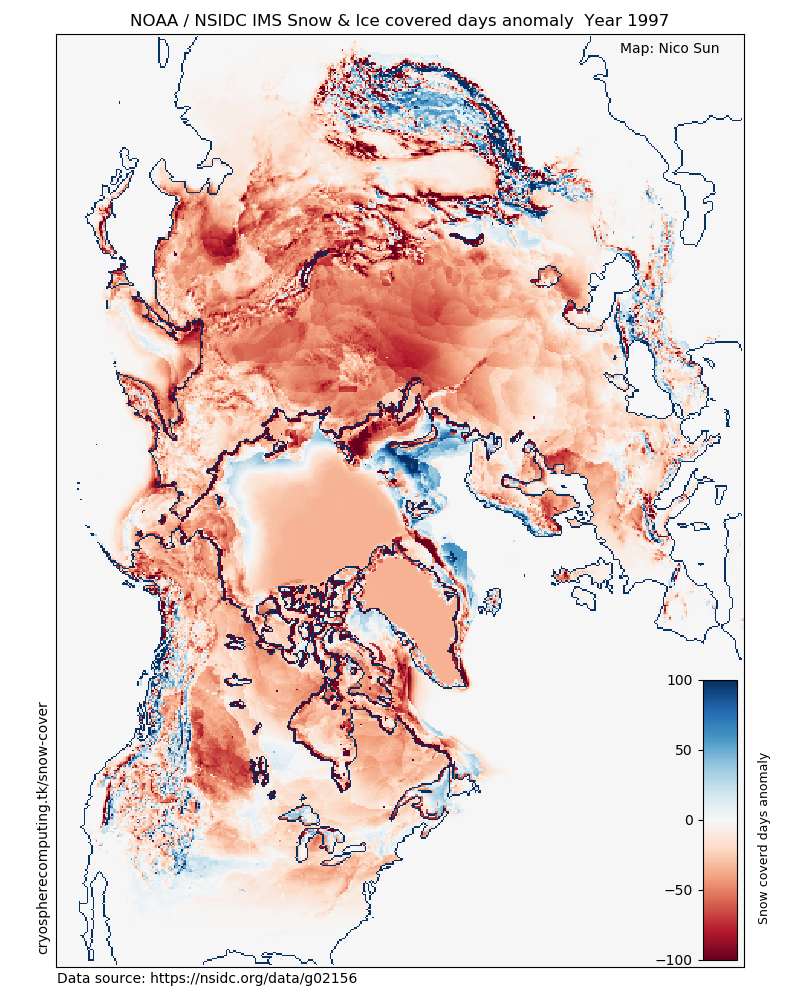 NOAA / NSIDC IMS Snow & Ice covered days anomaly  Year 1997
Map: Nico Sun
cryospherecomputing.tk/snow-cover
100
50
0
−50
−100
Snow coverd days anomaly
Data source: https://nsidc.org/data/g02156